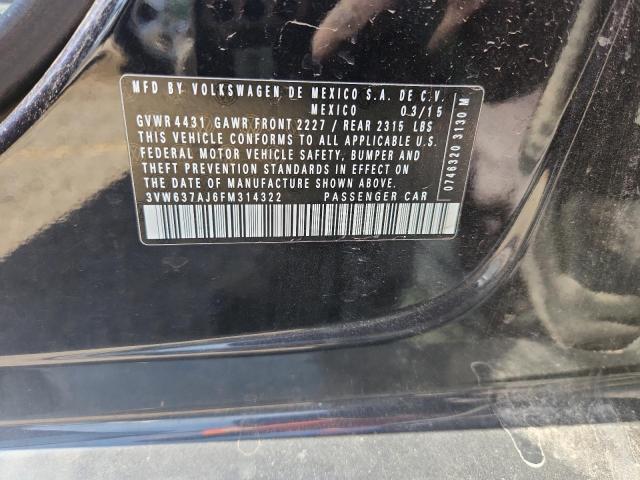 MFD BY VOLKSWAGEN DE MEXICO S.A. DE C.V.
MEXICO 03/15
GVWR 4431 GAWR FRONT 2227 / REAR 2315 LBS
THIS VEHICLE CONFORMS TO ALL APPLICABLE U.S.
FEDERAL MOTOR VEHICLE SAFETY, BUMPER AND
THEFT PREVENTION STANDARDS IN EFFECT ON
THE DATE OF MANUFACTURE SHOWN ABOVE.
3VW637AJ6FM314322 PASSENGER CAR
0746320 3130 M